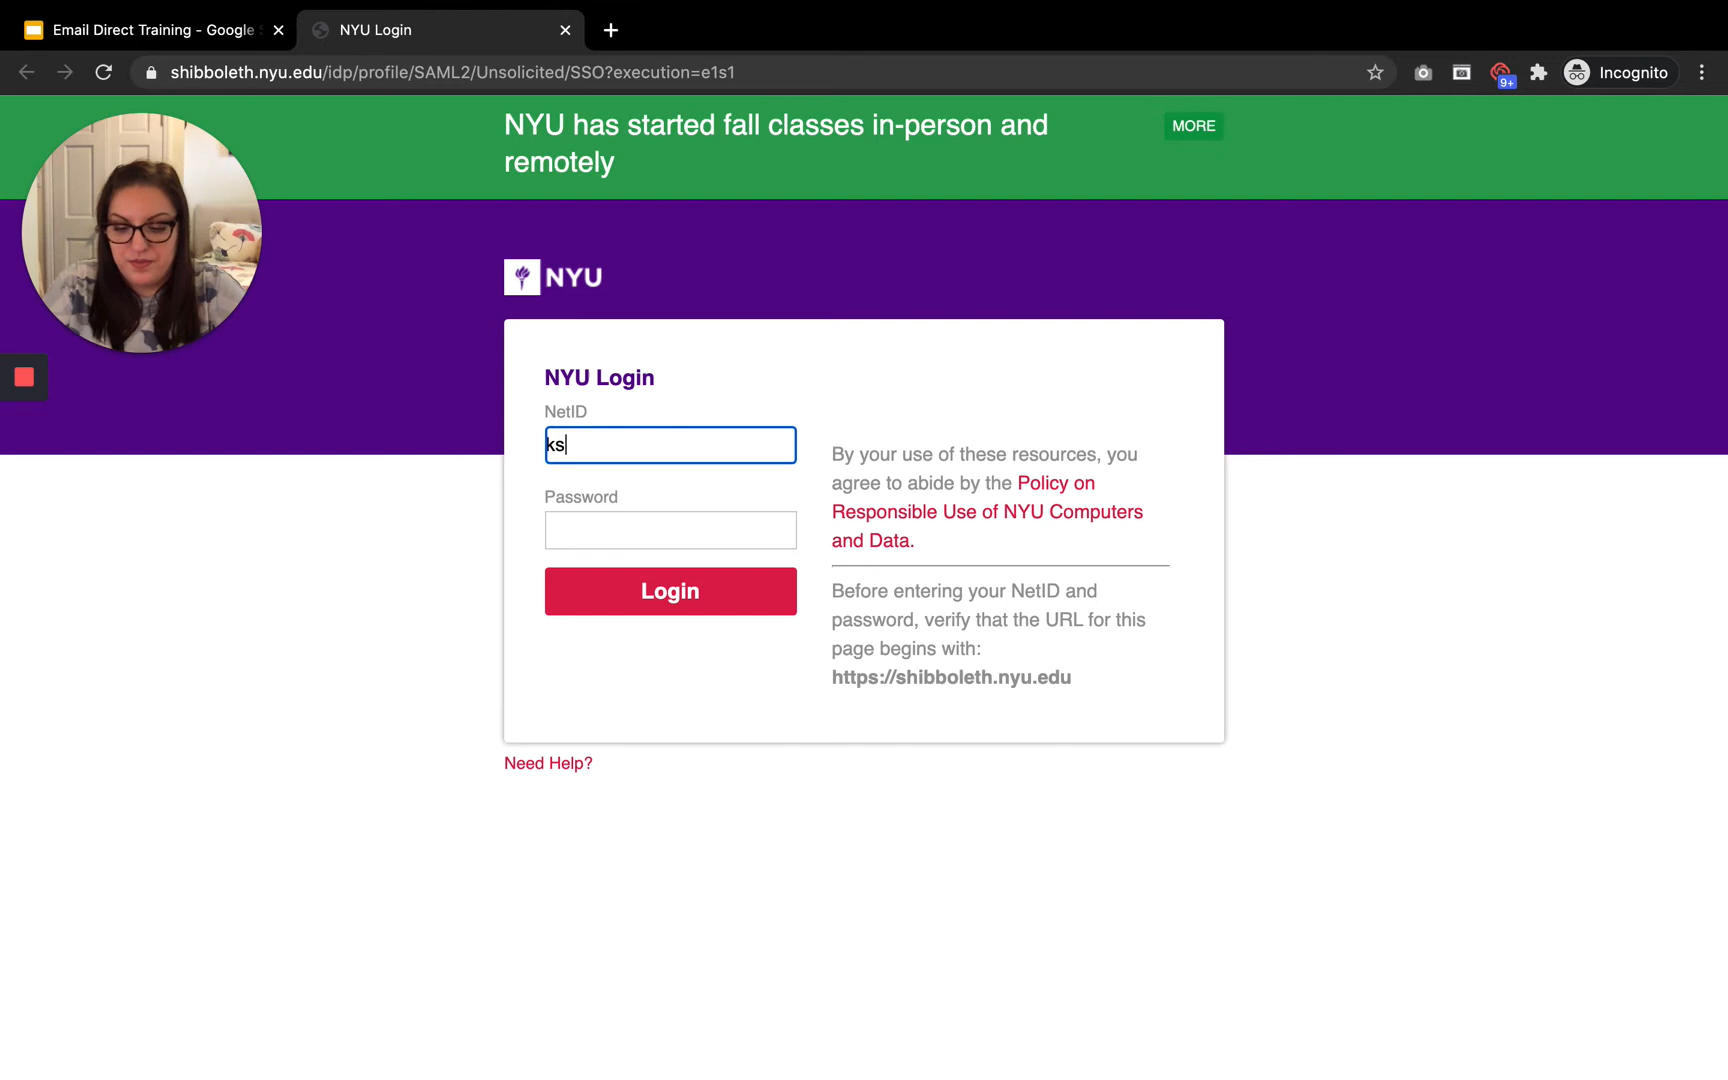 Email Direct Training - Google
NYU Login
shibboleth.nyu.edu/idp/profile/SAML2/Unsolicited/SSO?execution=e1s1
9+
Incognito
NYU has started fall classes in-person and
remotely
MORE
NYU
NYU Login
NetID
ks
Password
Login
By your use of these resources, you
agree to abide by the Policy on
Responsible Use of NYU Computers
and Data.
Before entering your NetID and
password, verify that the URL for this
page begins with:
https://shibboleth.nyu.edu
Need Help?